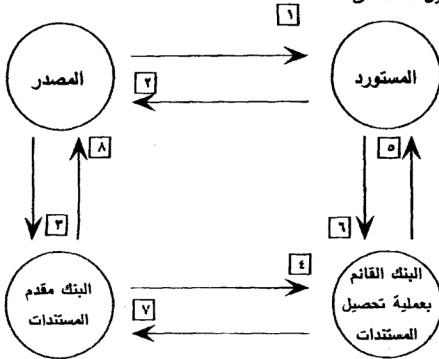 ١
المصدر
المستورد
٢
٨
٥
٣
٦
٤
البنك مقدم
المستندات
البنك القائم
بعملية تحصيل
المستندات
٧